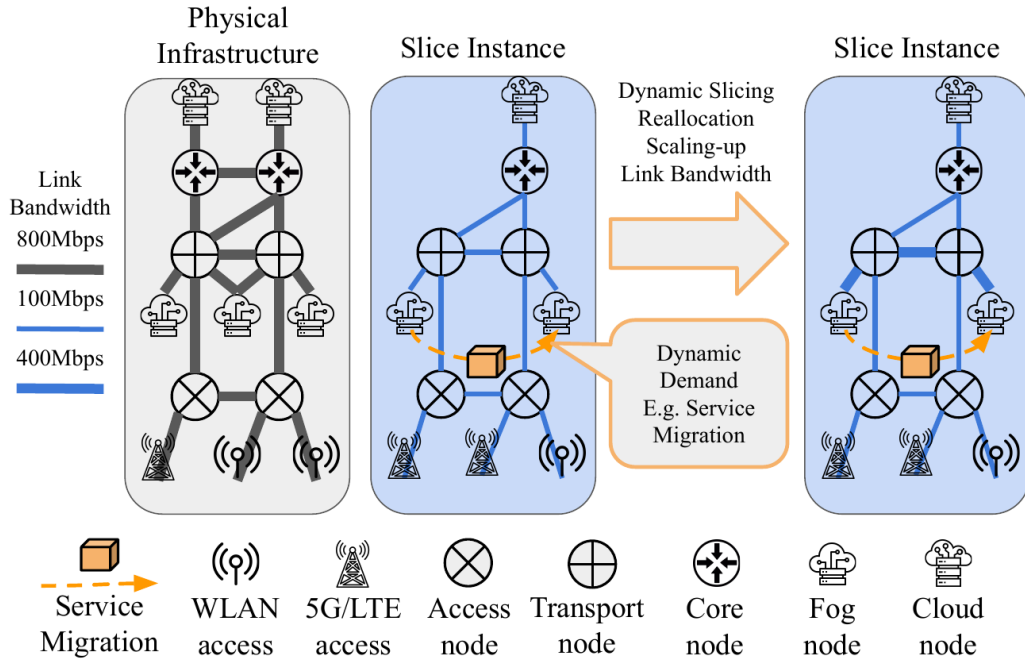 Physical
Infrastructure
Slice Instance
Slice Instance
Dynamic Slicing
Reallocation
Scaling-up
Link Bandwidth
Link
Bandwidth
800Mbps
100Mbps
400Mbps
Dynamic
Demand
E.g. Service
Migration
Service
Migration
WLAN
access
5G/LTE
access
Access
node
Transport
node
Core
node
Fog
node
Cloud
node